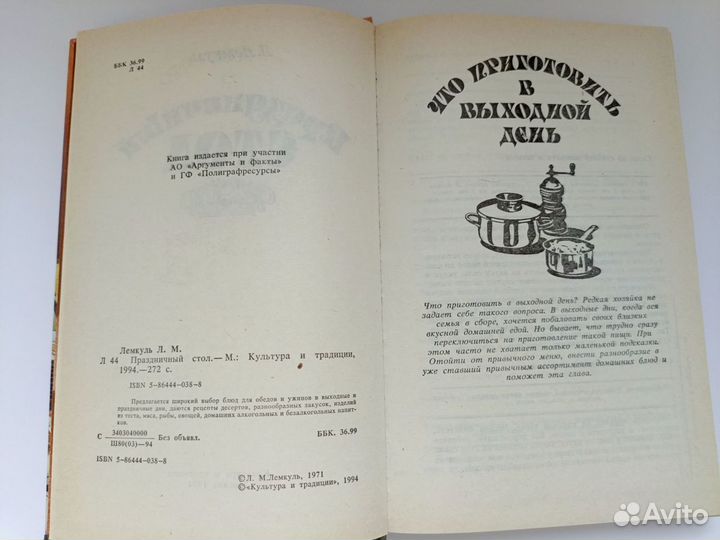 ББК 36.99
Л 44
Книга издается при участии
АО «Аргументы и факты»
и ГФ «Полиграфресурсы»
Лемкуль Л. М.
Л 44 Праздничный стол.— М.: Культура и традиции,
1994.—272 с.
ISBN 5-86444-038-8
Предлагается широкий выбор блюд для обедов и ужинов в выходные и
праздничные дни, даются рецепты десертов, разнообразных закусок, изделий
из теста, мяса, рыбы, овощей, домашних алкогольных и безалкогольных напит-
ков.
С 3403040000
Ш80(03)—94 Без объявл. ББК. 36.99
ISBN 5-86444-038-8
©Л. М.Лемкуль, 1971
©«Культура и традиции», 1994
ЧТО ПРИГОТОВИТЬ
В
ВЫХОДНОЙ
ДЕНЬ
Что приготовить в выходной день? Редкая хозяйка не
задает себе такого вопроса. В выходные дни, когда вся
семья в сборе, хочется побаловать своих близких
вкусной домашней едой. Но бывает, что трудно сразу
переключиться на приготовление такой пищи. При
этом часто не хватает только маленькой подсказки.
Отойти от привычного меню, внести разнообразие в
уже ставший привычным ассортимент домашних блюд и
поможет эта глава.
Avito